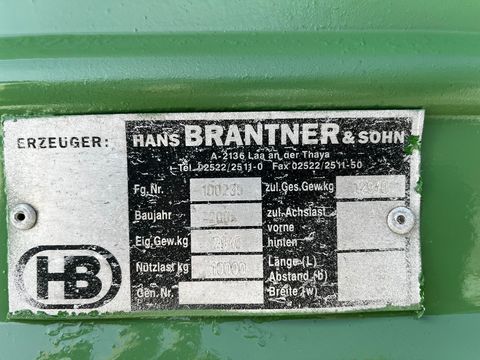 ERZEUGER: HANS BRANTNER & SOHN
A-2136 Laa an der Thaya
Tel. 02522/2511-0 Fax 02522/2511-50
Fg. Nr. zul.Ges.Gew.kg
Baujahr zul.Achslast
vorne
Eig.Gew.kg hinten
Nützlast kg 10000 Länge (L)
Abstand (b)
Gen. Nr. Breite (w)
HB